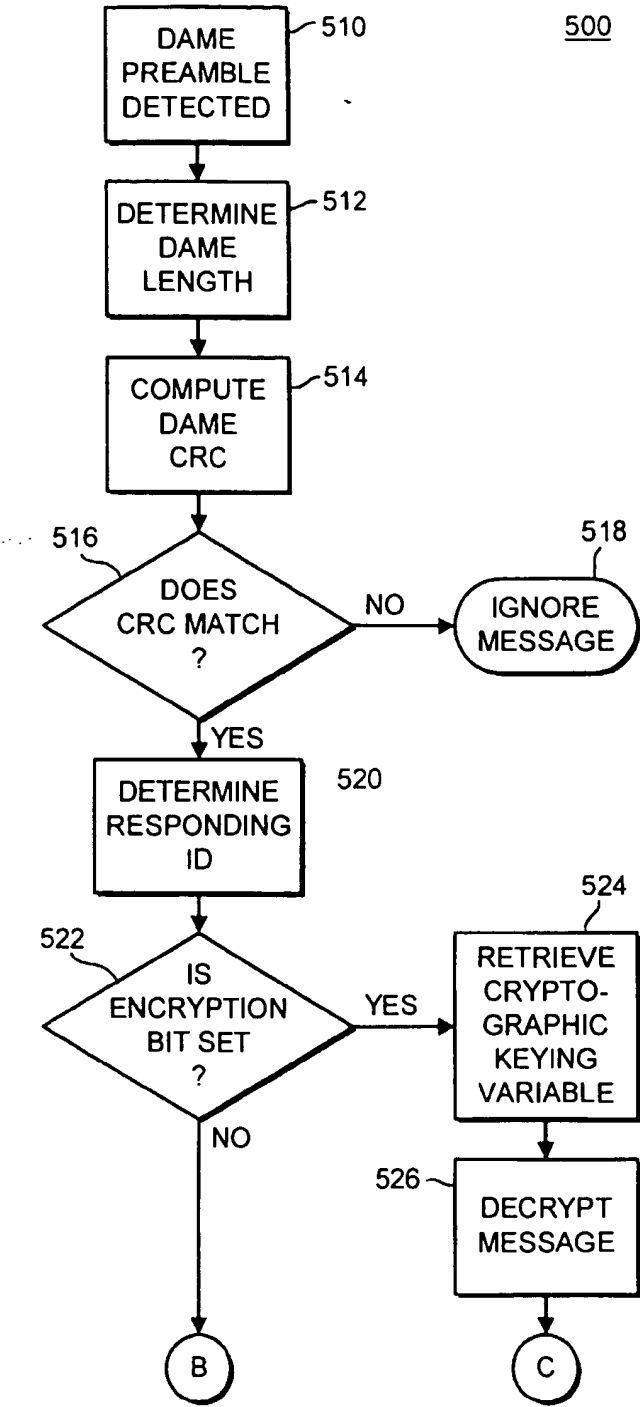 500
DAME
PREAMBLE
DETECTED
510
DETERMINE
DAME
LENGTH
512
COMPUTE
DAME
CRC
514
516
DOES
CRC MATCH
?
NO
518
IGNORE
MESSAGE
YES
DETERMINE
RESPONDING
ID
520
522
IS
ENCRYPTION
BIT SET
?
YES
524
RETRIEVE
CRYPTO-
GRAPHIC
KEYING
VARIABLE
NO
526
DECRYPT
MESSAGE
B
C